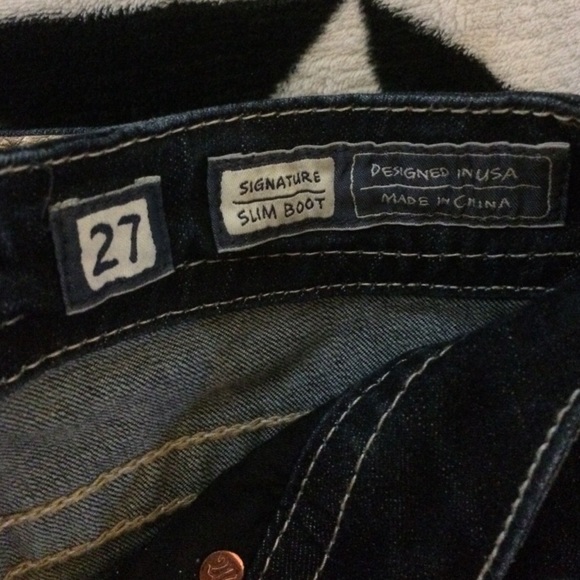 27
SIGNATURE
SLIM BOOT
DESIGNED IN USA
MADE IN CHINA